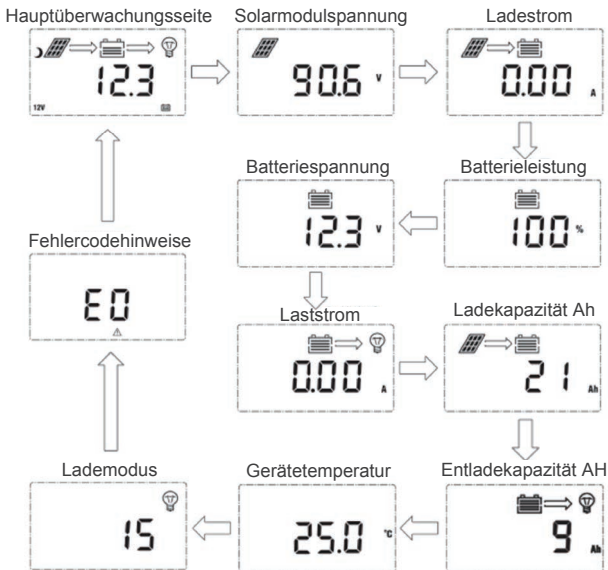 Hauptüberwachungsseite
Solarmodulspannung
Ladestrom
12.3
12V
90.6 V
0.00 A
Batteriespannung
Batterieleistung
12.3 V
100 %
Fehlercodehinweise
E0
Laststrom
Ladekapazität Ah
0.00 A
21 Ah
Lademodus
Gerätetemperatur
Entladekapazität AH
15
25.0 °C
9 Ah